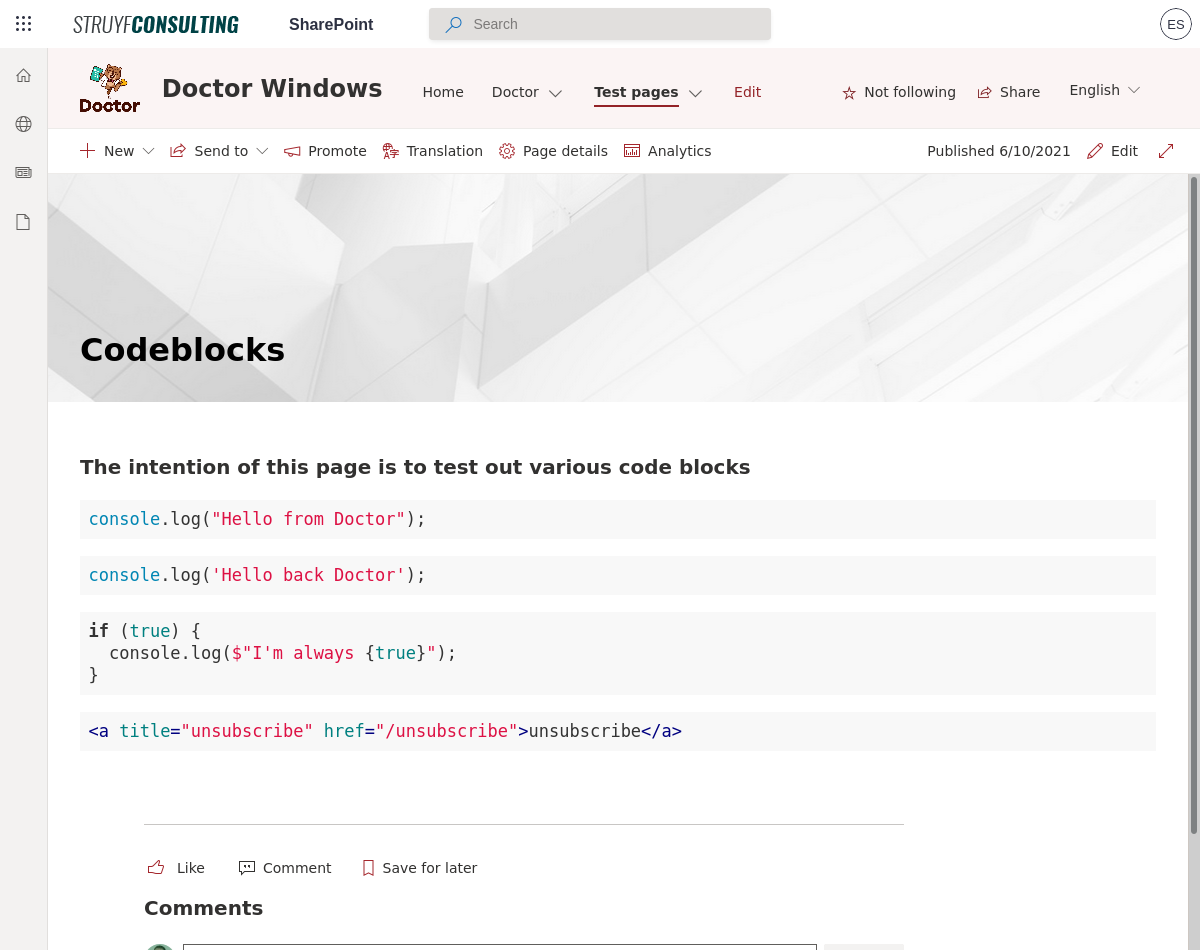 STRUYFCONSULTING SharePoint Search ES
Doctor Doctor Windows Home Doctor Test pages Edit Not following Share English
New Send to Promote Translation Page details Analytics Published 6/10/2021 Edit
Codeblocks
The intention of this page is to test out various code blocks
console.log("Hello from Doctor");
console.log('Hello back Doctor');
if (true) {
  console.log($"I'm always {true}");
}
<a title="unsubscribe" href="/unsubscribe">unsubscribe</a>
Like Comment Save for later
Comments